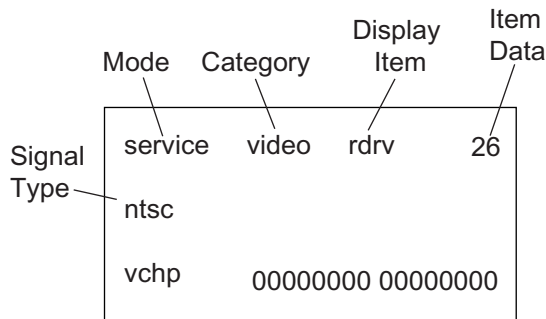 Mode Category Display Item Item Data
Signal Type
service video rdrv 26
ntsc
vchp 00000000 00000000